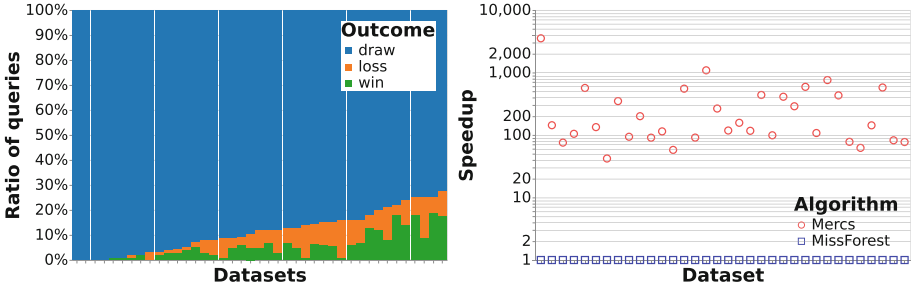 Ratio of queries
100%
90%
80%
70%
60%
50%
40%
30%
20%
10%
0%
Outcome
draw
loss
win
Datasets
Speedup
10,000
2,000
1,000
200
100
20
10
2
1
Algorithm
Mercs
MissForest
Dataset